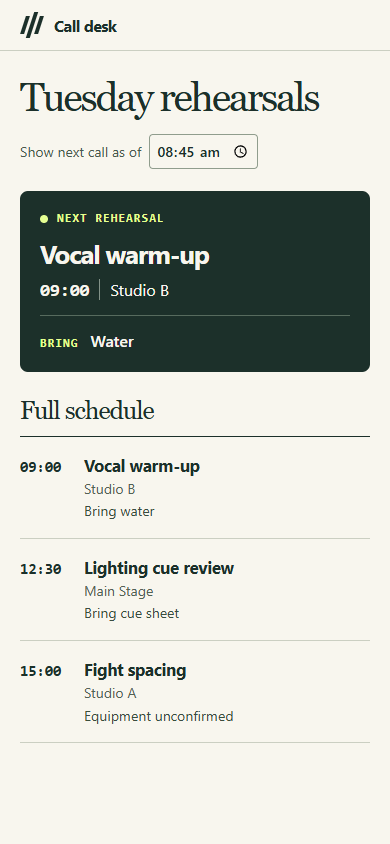 Call desk
Tuesday rehearsals
Show next call as of 08:45 am
NEXT REHEARSAL
Vocal warm-up
09:00 Studio B
BRING Water
Full schedule
09:00 Vocal warm-up
Studio B
Bring water
12:30 Lighting cue review
Main Stage
Bring cue sheet
15:00 Fight spacing
Studio A
Equipment unconfirmed